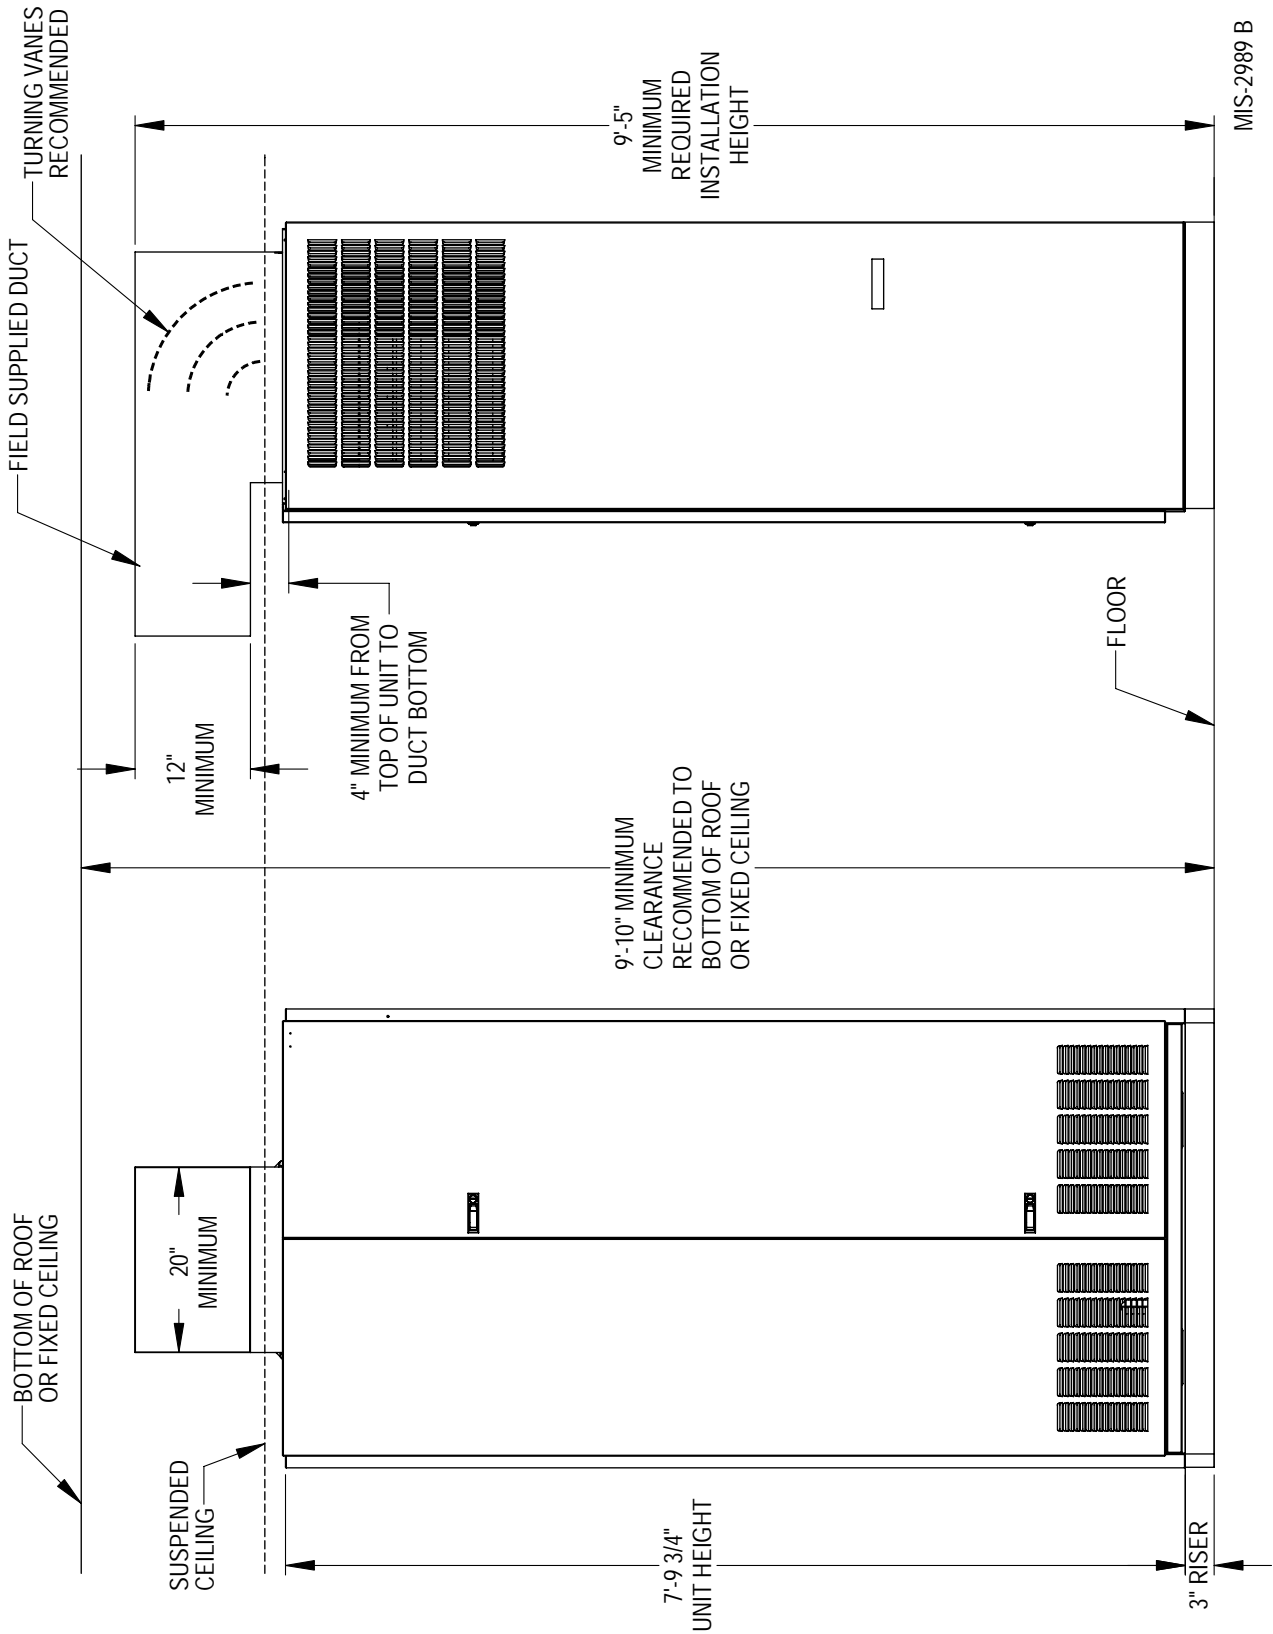 BOTTOM OF ROOF
OR FIXED CEILING
SUSPENDED
CEILING
20"
MINIMUM
7'-9 3/4"
UNIT HEIGHT
3" RISER
9'-10" MINIMUM
CLEARANCE
RECOMMENDED TO
BOTTOM OF ROOF
OR FIXED CEILING
12"
MINIMUM
4" MINIMUM FROM
TOP OF UNIT TO
DUCT BOTTOM
FLOOR
FIELD SUPPLIED DUCT
TURNING VANES
RECOMMENDED
9'-5"
MINIMUM
REQUIRED
INSTALLATION
HEIGHT
MIS-2989 B